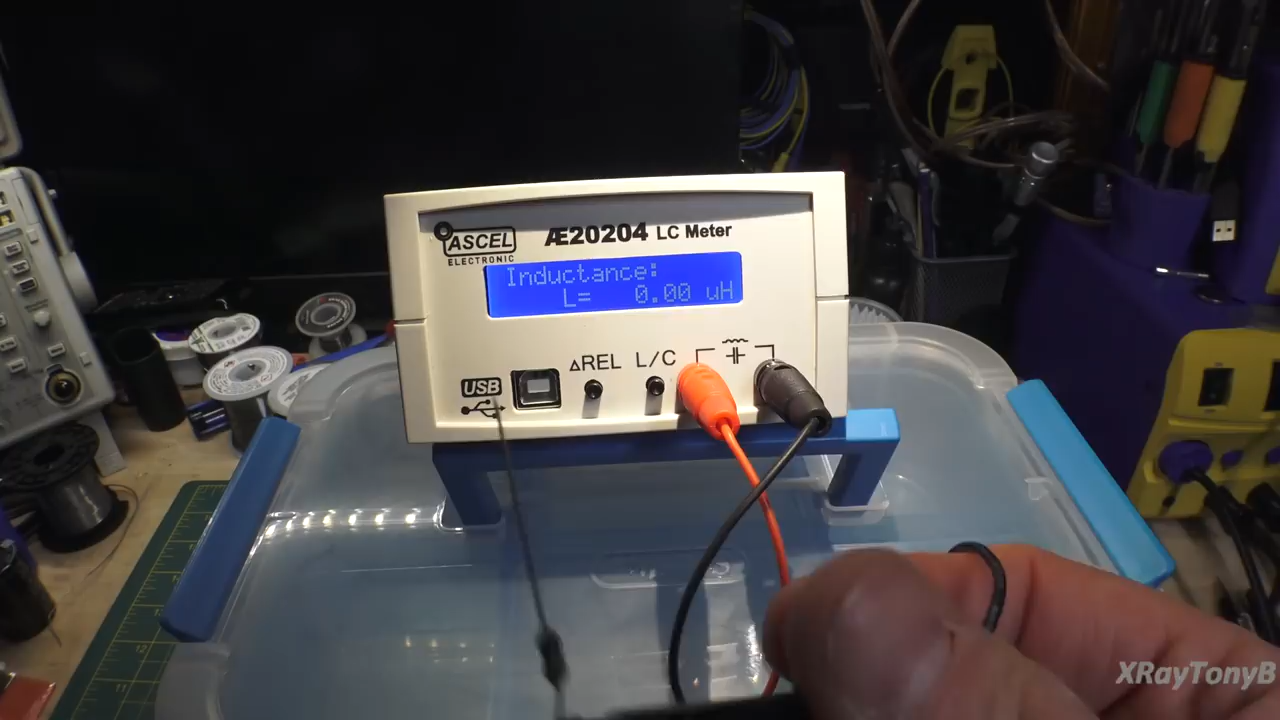 ASCEL
ELECTRONIC
Æ20204 LC Meter
Inductance:
L= 0.00 uH
ΔREL L/C
USB
XRayTonyB